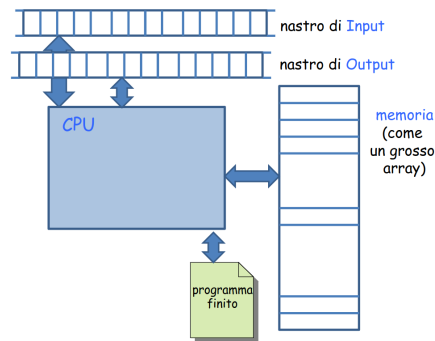 nastro di Input
nastro di Output
CPU
memoria
(come
un grosso
array)
programma
finito